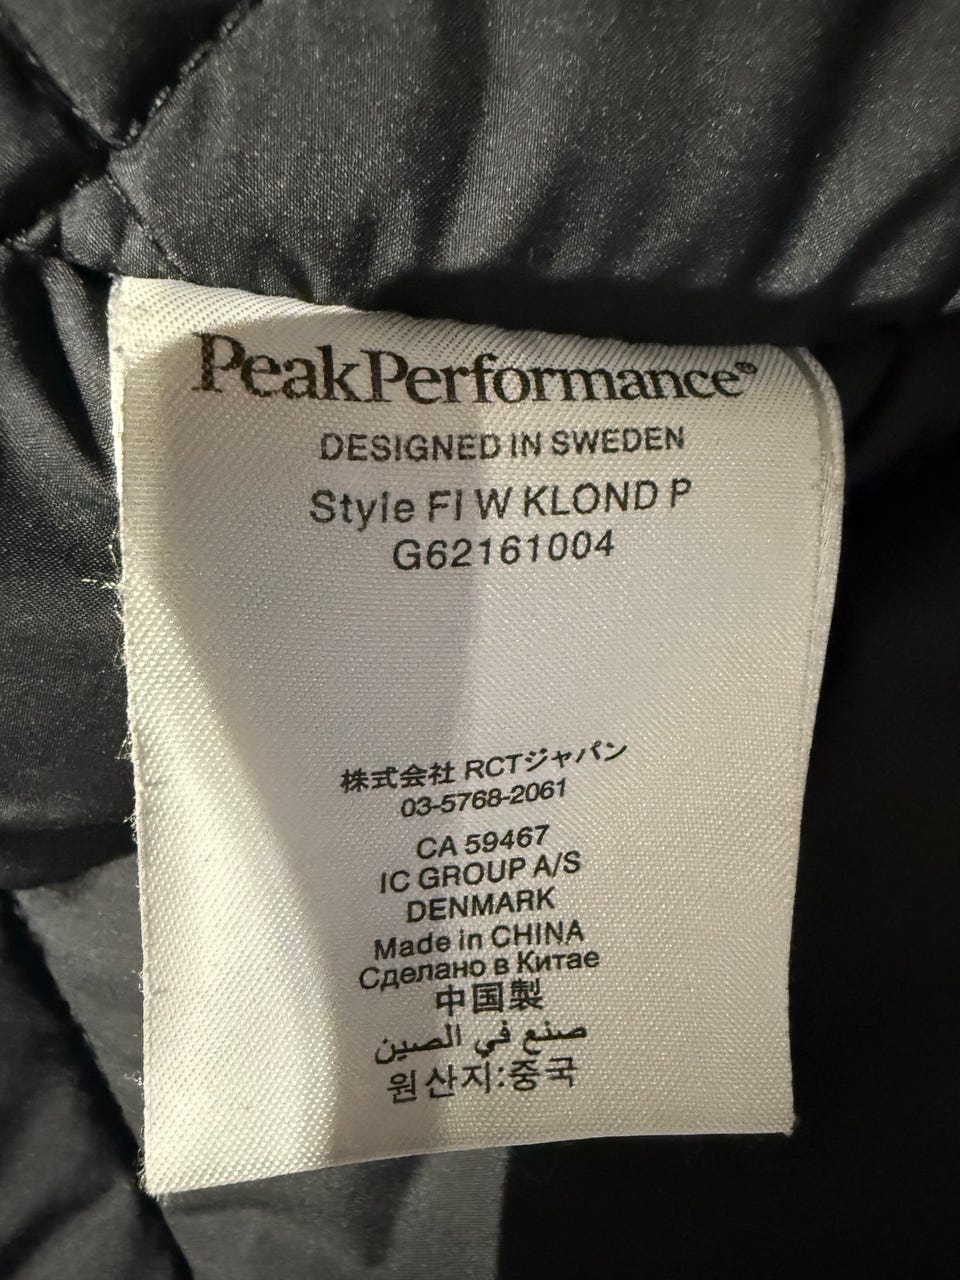 PeakPerformance®
DESIGNED IN SWEDEN
Style FI W KLOND P
G62161004
株式会社 RCTジャパン
03-5768-2061
CA 59467
IC GROUP A/S
DENMARK
Made in CHINA
Сделано в Китае
中国製
صنع في الصين
원산지:중국